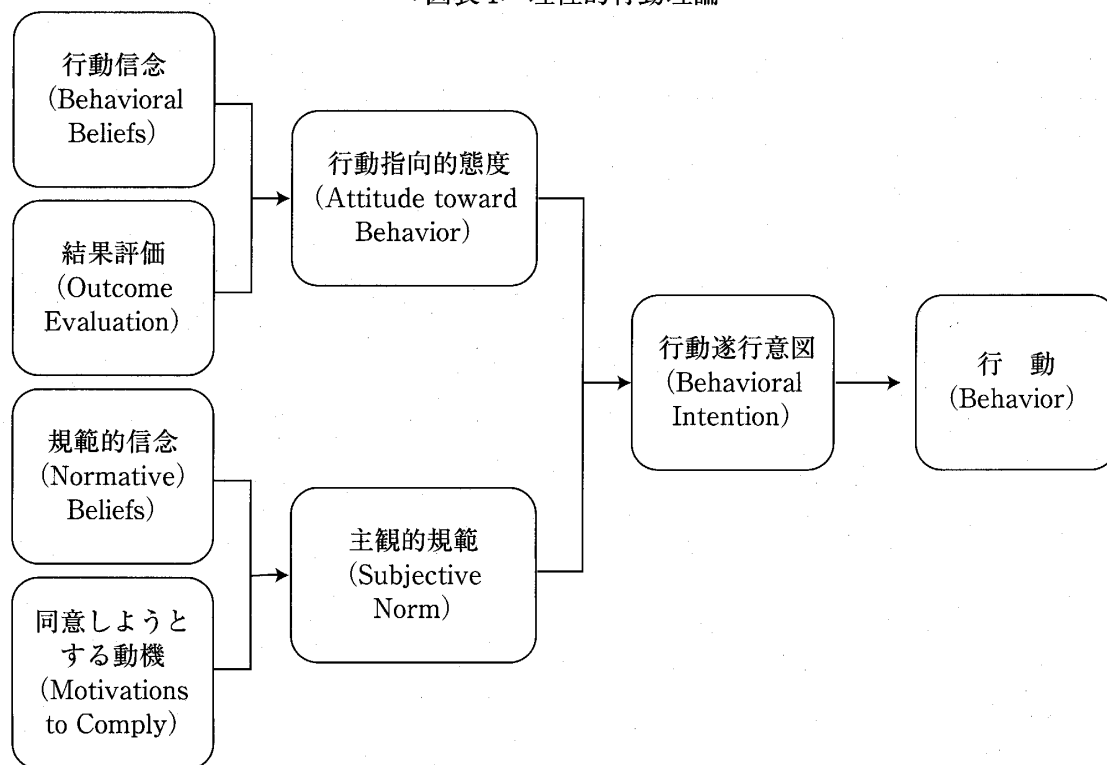 〈図表 1〉 理性的行動理論
行動信念
(Behavioral
Beliefs)
結果評価
(Outcome
Evaluation)
行動指向的態度
(Attitude toward
Behavior)
規範的信念
(Normative)
Beliefs)
同意しようと
する動機
(Motivations
to Comply)
主観的規範
(Subjective
Norm)
行動遂行意図
(Behavioral
Intention)
行　動
(Behavior)